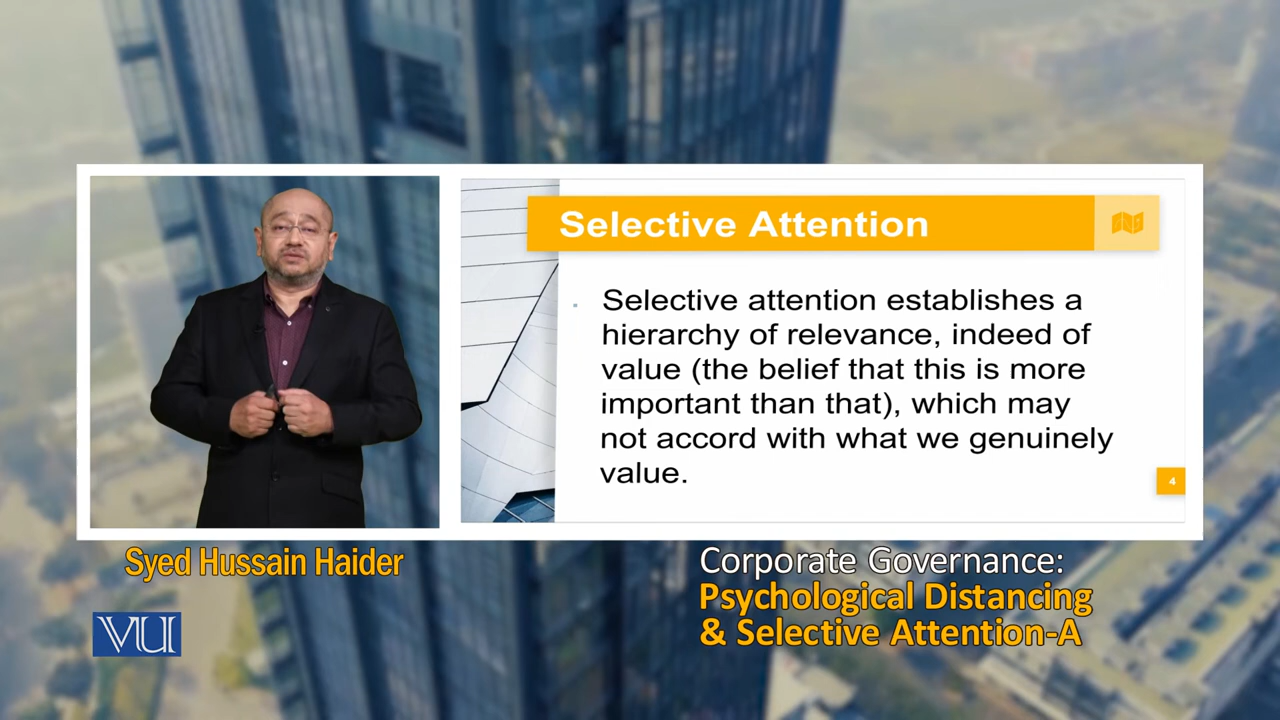 Selective Attention
Selective attention establishes a
hierarchy of relevance, indeed of
value (the belief that this is more
important than that), which may
not accord with what we genuinely
value.
4
Syed Hussain Haider
Corporate Governance:
Psychological Distancing
& Selective Attention-A
VU